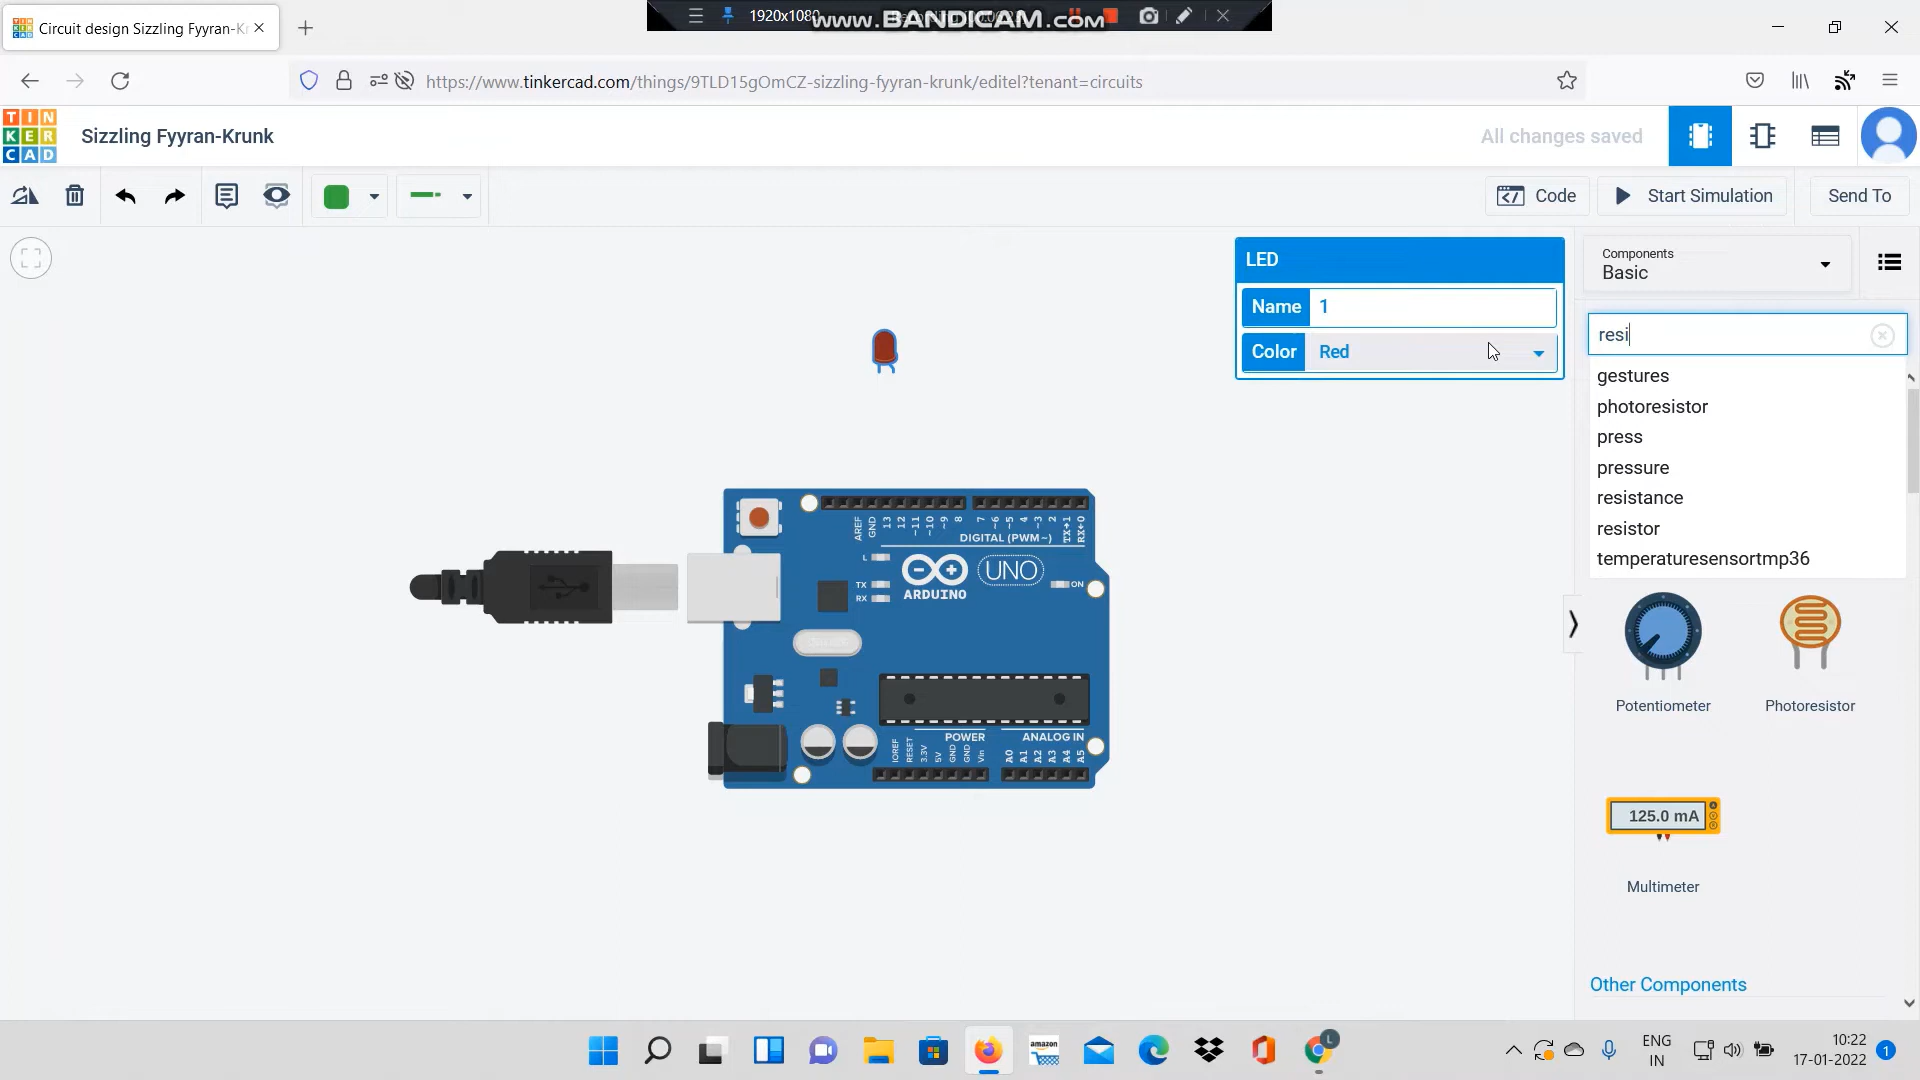 1920x1080
www.BANDICAM.com
Circuit design Sizzling Fyyran-Kr
https://www.tinkercad.com/things/9TLD15gOmCZ-sizzling-fyyran-krunk/editel?tenant=circuits
TIN
KER
CAD
Sizzling Fyyran-Krunk
All changes saved
Code
Start Simulation
Send To
LED
Name 1
Color Red
Components
Basic
resi
gestures
photoresistor
press
pressure
resistance
resistor
temperaturesensortmp36
Potentiometer
Photoresistor
125.0 mA
Multimeter
Other Components
AREF GND 13 12 ~11 ~10 ~9 8 7 ~6 ~5 4 ~3 2 TX→1 RX←0
DIGITAL (PWM~)
L
TX
RX
UNO
ON
ARDUINO
POWER
ANALOG IN
IOREF RESET 3.3V 5V GND GND Vin A0 A1 A2 A3 A4 A5
amazon
ENG
IN
10:22
17-01-2022
1